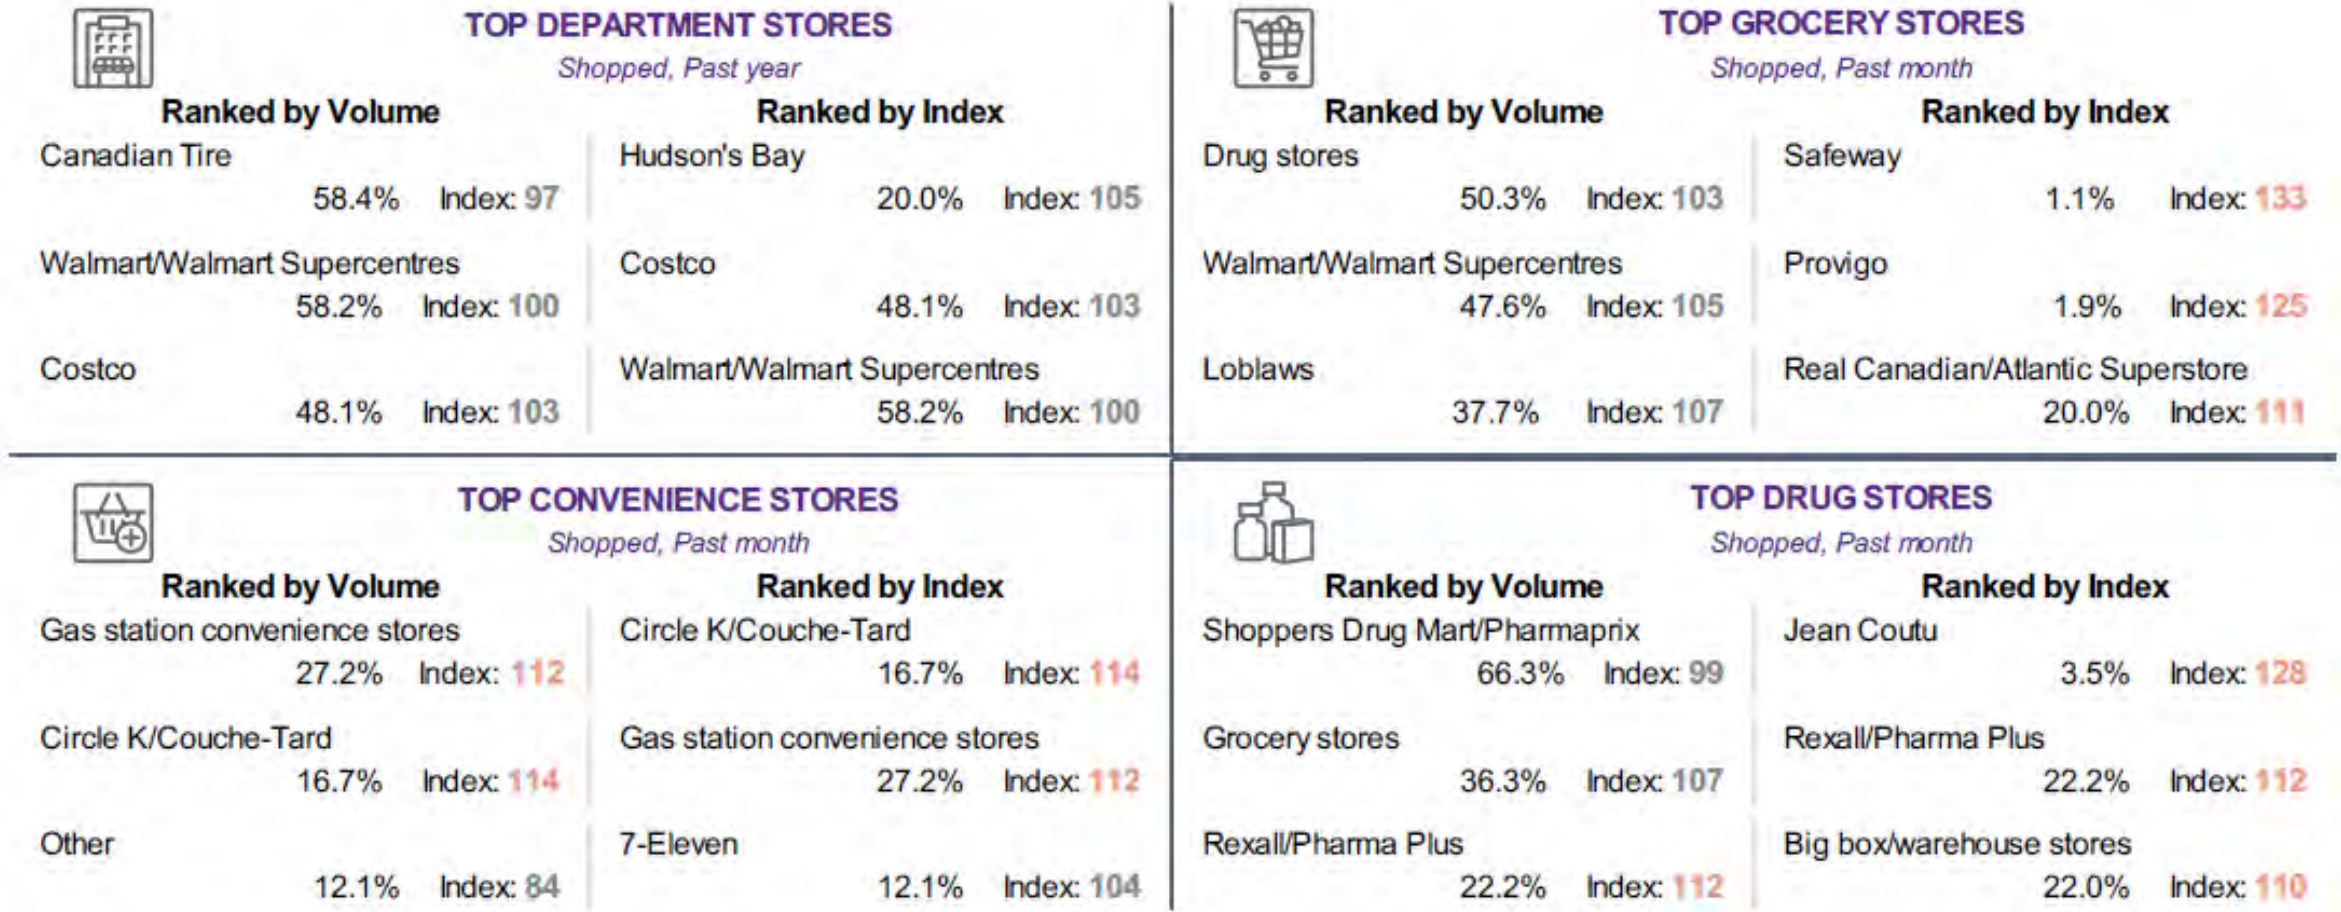 TOP DEPARTMENT STORES
Shopped, Past year
Ranked by Volume
Canadian Tire
58.4% Index: 97
Walmart/Walmart Supercentres
58.2% Index: 100
Costco
48.1% Index: 103
Ranked by Index
Hudson's Bay
20.0% Index: 105
Costco
48.1% Index: 103
Walmart/Walmart Supercentres
58.2% Index: 100
TOP GROCERY STORES
Shopped, Past month
Ranked by Volume
Drug stores
50.3% Index: 103
Walmart/Walmart Supercentres
47.6% Index: 105
Loblaws
37.7% Index: 107
Ranked by Index
Safeway
1.1% Index: 133
Provigo
1.9% Index: 125
Real Canadian/Atlantic Superstore
20.0% Index: 111
TOP CONVENIENCE STORES
Shopped, Past month
Ranked by Volume
Gas station convenience stores
27.2% Index: 112
Circle K/Couche-Tard
16.7% Index: 114
Other
12.1% Index: 84
Ranked by Index
Circle K/Couche-Tard
16.7% Index: 114
Gas station convenience stores
27.2% Index: 112
7-Eleven
12.1% Index: 104
TOP DRUG STORES
Shopped, Past month
Ranked by Volume
Shoppers Drug Mart/Pharmaprix
66.3% Index: 99
Grocery stores
36.3% Index: 107
Rexall/Pharma Plus
22.2% Index: 112
Ranked by Index
Jean Coutu
3.5% Index: 128
Rexall/Pharma Plus
22.2% Index: 112
Big box/warehouse stores
22.0% Index: 110